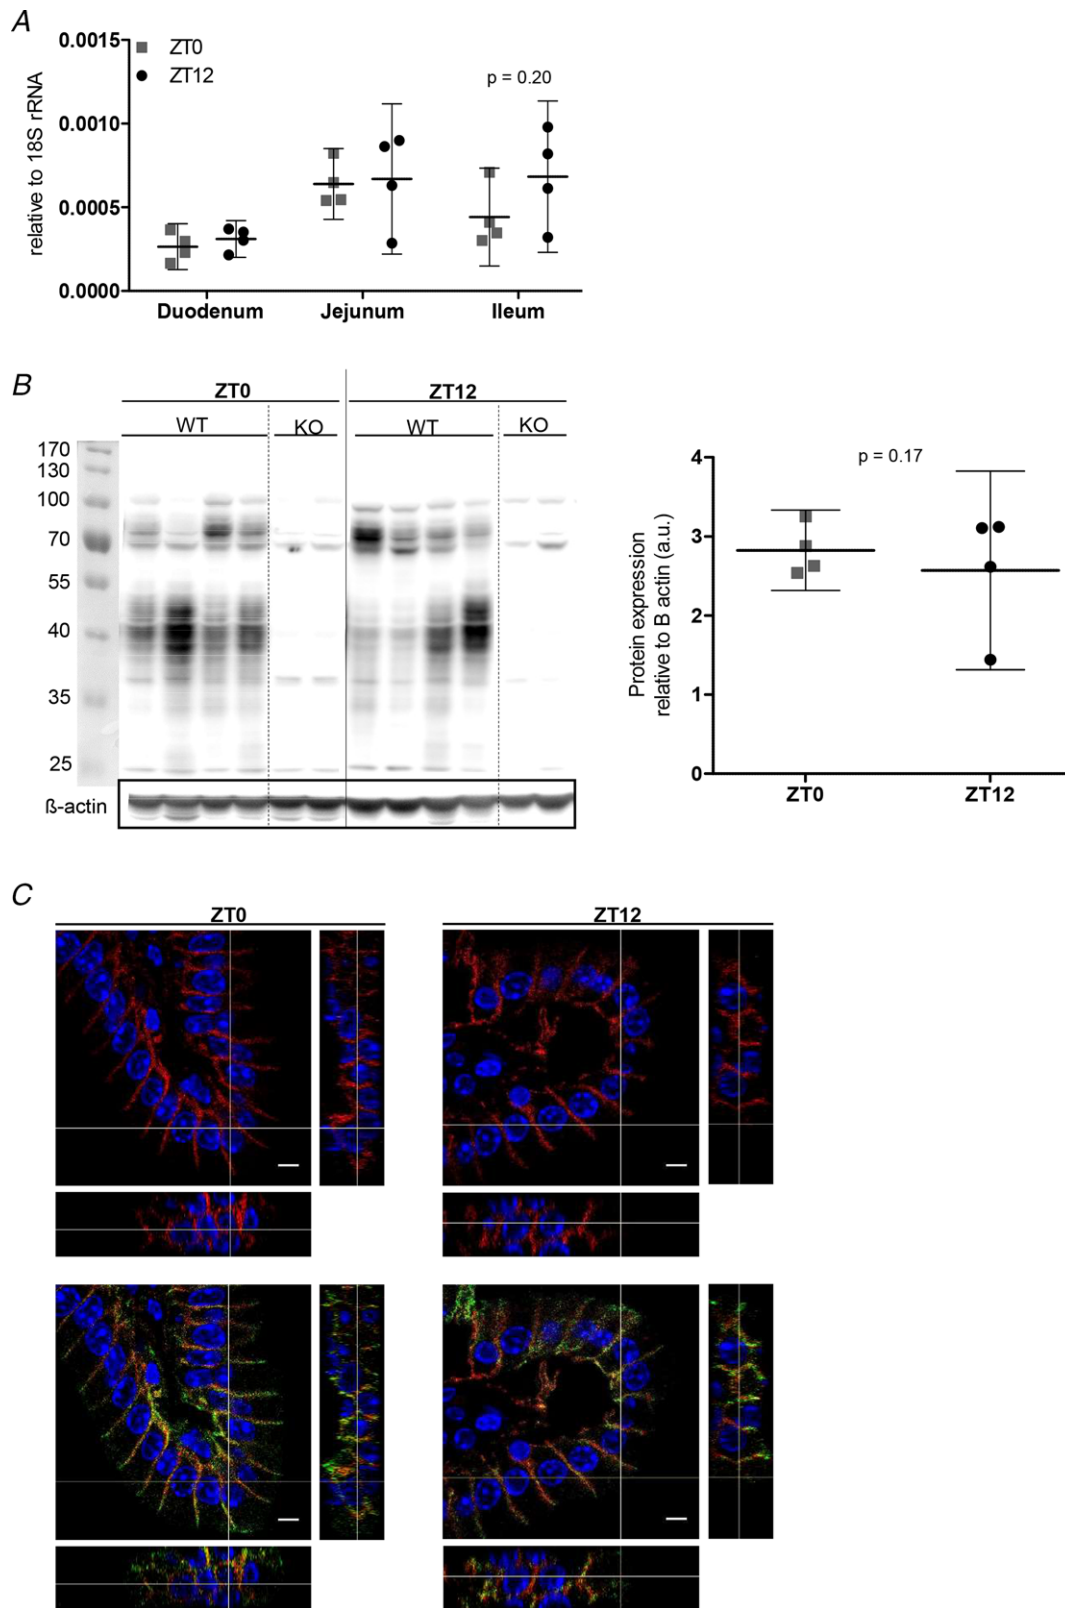 A
0.0015
0.0010
0.0005
0.0000
relative to 18S rRNA
ZT0
ZT12
p = 0.20
Duodenum
Jejunum
Ileum
B
ZT0
ZT12
WT
KO
WT
KO
170
130
100
70
55
40
35
25
ß-actin
Protein expression
relative to B actin (a.u.)
4
3
2
1
0
p = 0.17
ZT0
ZT12
C
ZT0
ZT12